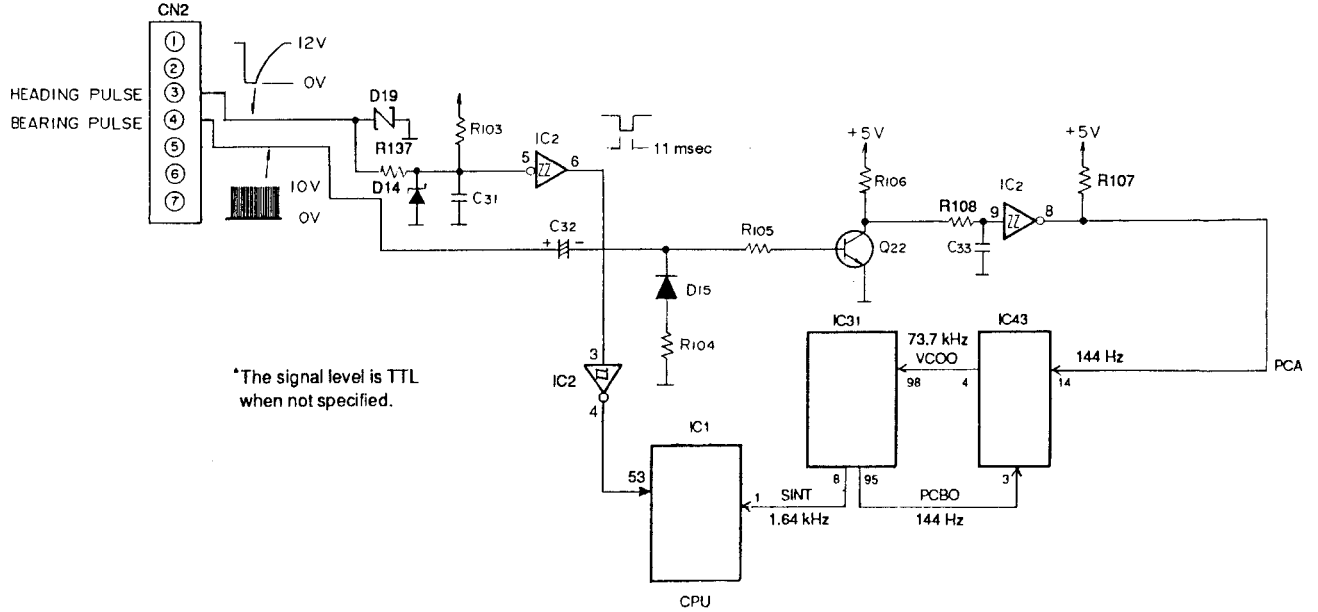 CN2
1
2
3
4
5
6
7
12V
0V
HEADING PULSE
BEARING PULSE
10V
0V
D19
R137
D14
R103
C31
5
IC2
6
11 msec
C32
+
-
R105
D15
R104
+5V
R106
Q22
R108
C33
9
IC2
8
+5V
R107
3
IC2
4
*The signal level is TTL
when not specified.
IC31
73.7 kHz
VCOO
98
4
IC43
144 Hz
14
PCA
IC1
53
1
SINT
1.64 kHz
8
95
PCBO
144 Hz
3
CPU